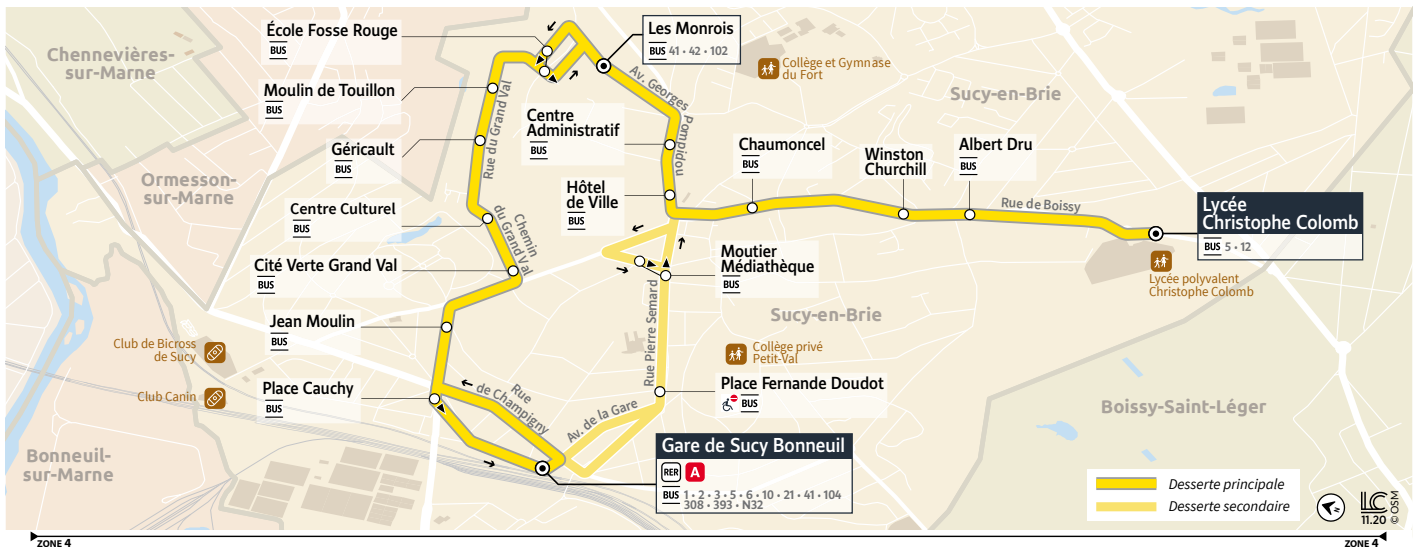 Chennevières-
sur-Marne
École Fosse Rouge
BUS
Les Monrois
BUS 41 • 42 • 102
Collège et Gymnase
du Fort
Sucy-en-Brie
Moulin de Touillon
BUS
Rue du Grand Val
Av. Georges
Pompidou
Centre
Administratif
BUS
Géricault
BUS
Chaumoncel
BUS
Winston
Churchill
Albert Dru
BUS
Ormesson-
sur-Marne
Hôtel
de Ville
BUS
Centre Culturel
BUS
Chemin
du Grand Val
Rue de Boissy
Lycée
Christophe Colomb
BUS 5 • 12
Cité Verte Grand Val
BUS
Moutier
Médiathèque
BUS
Lycée polyvalent
Christophe Colomb
Jean Moulin
BUS
Rue Pierre Semard
Sucy-en-Brie
Club de Bicross
de Sucy
Collège privé
Petit-Val
Club Canin
Place Cauchy
BUS
Rue
de Champigny
Av. de la Gare
Place Fernande Doudot
BUS
Boissy-Saint-Léger
Bonneuil
sur-Marne
Gare de Sucy Bonneuil
RER A
BUS 1 • 2 • 3 • 5 • 6 • 10 • 21 • 41 • 104
308 • 393 • N32
Desserte principale
Desserte secondaire
LC
11.20
© OSM
ZONE 4
ZONE 4